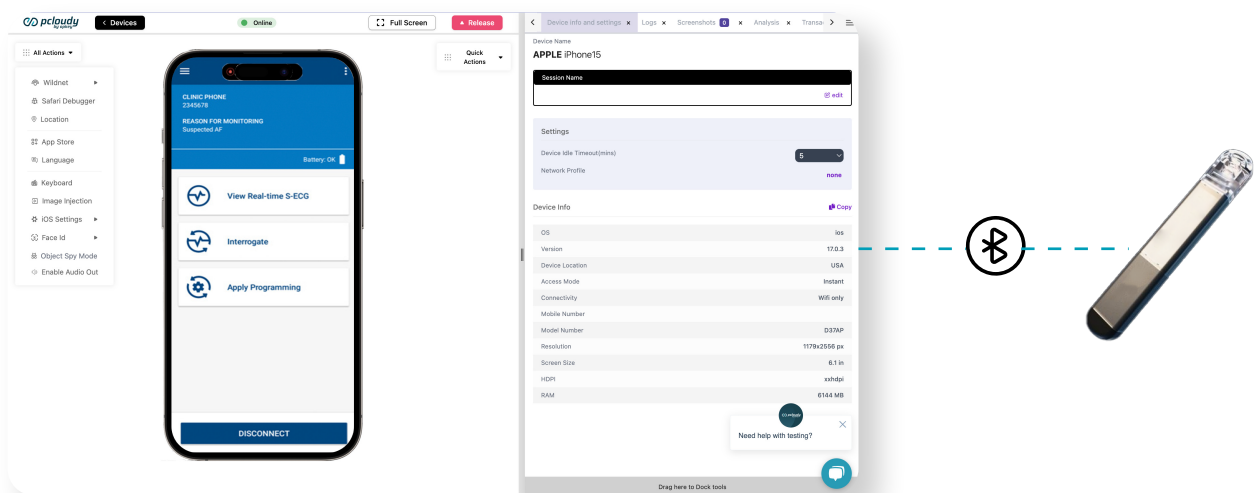 pcloudy
< Devices
Online
Full Screen
Release
All Actions
Wildnet
Safari Debugger
Location
App Store
Language
Keyboard
Image Injection
iOS Settings
Face Id
Object Spy Mode
Enable Audio Out
Quick
Actions
CLINIC PHONE
2345678
REASON FOR MONITORING
Suspected AF
Battery: OK
View Real-time S-ECG
Interrogate
Apply Programming
DISCONNECT
Device info and settings x
Logs x
Screenshots 0 x
Analysis x
Transa
Device Name
APPLE iPhone15
Session Name
edit
Settings
Device Idle Timeout(mins) 5
Network Profile none
Device Info Copy
OS ios
Version 17.0.3
Device Location USA
Access Mode Instant
Connectivity Wifi only
Mobile Number
Model Number D37AP
Resolution 1179x2556 px
Screen Size 6.1 in
HDPI xxhdpi
RAM 6144 MB
Need help with testing?
Drag here to Dock tools